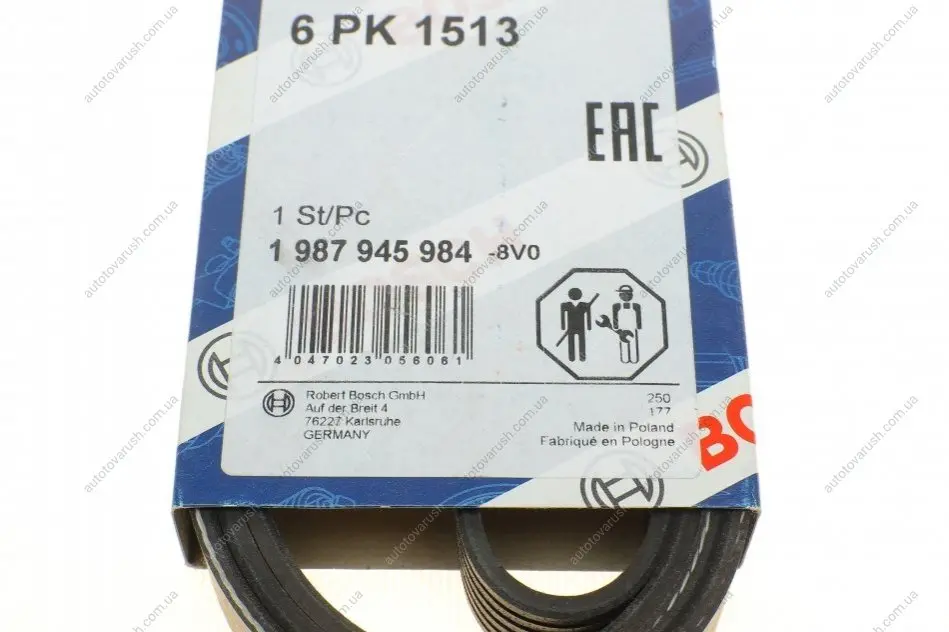 6 PK 1513
EAC
1 St/Pc
1 987 945 984 -8V0
4 047023 056061
Robert Bosch GmbH
Auf der Breit 4
76227 Karlsruhe
GERMANY
250
177
Made in Poland
Fabriqué en Pologne
BO
autotovarush.com.ua